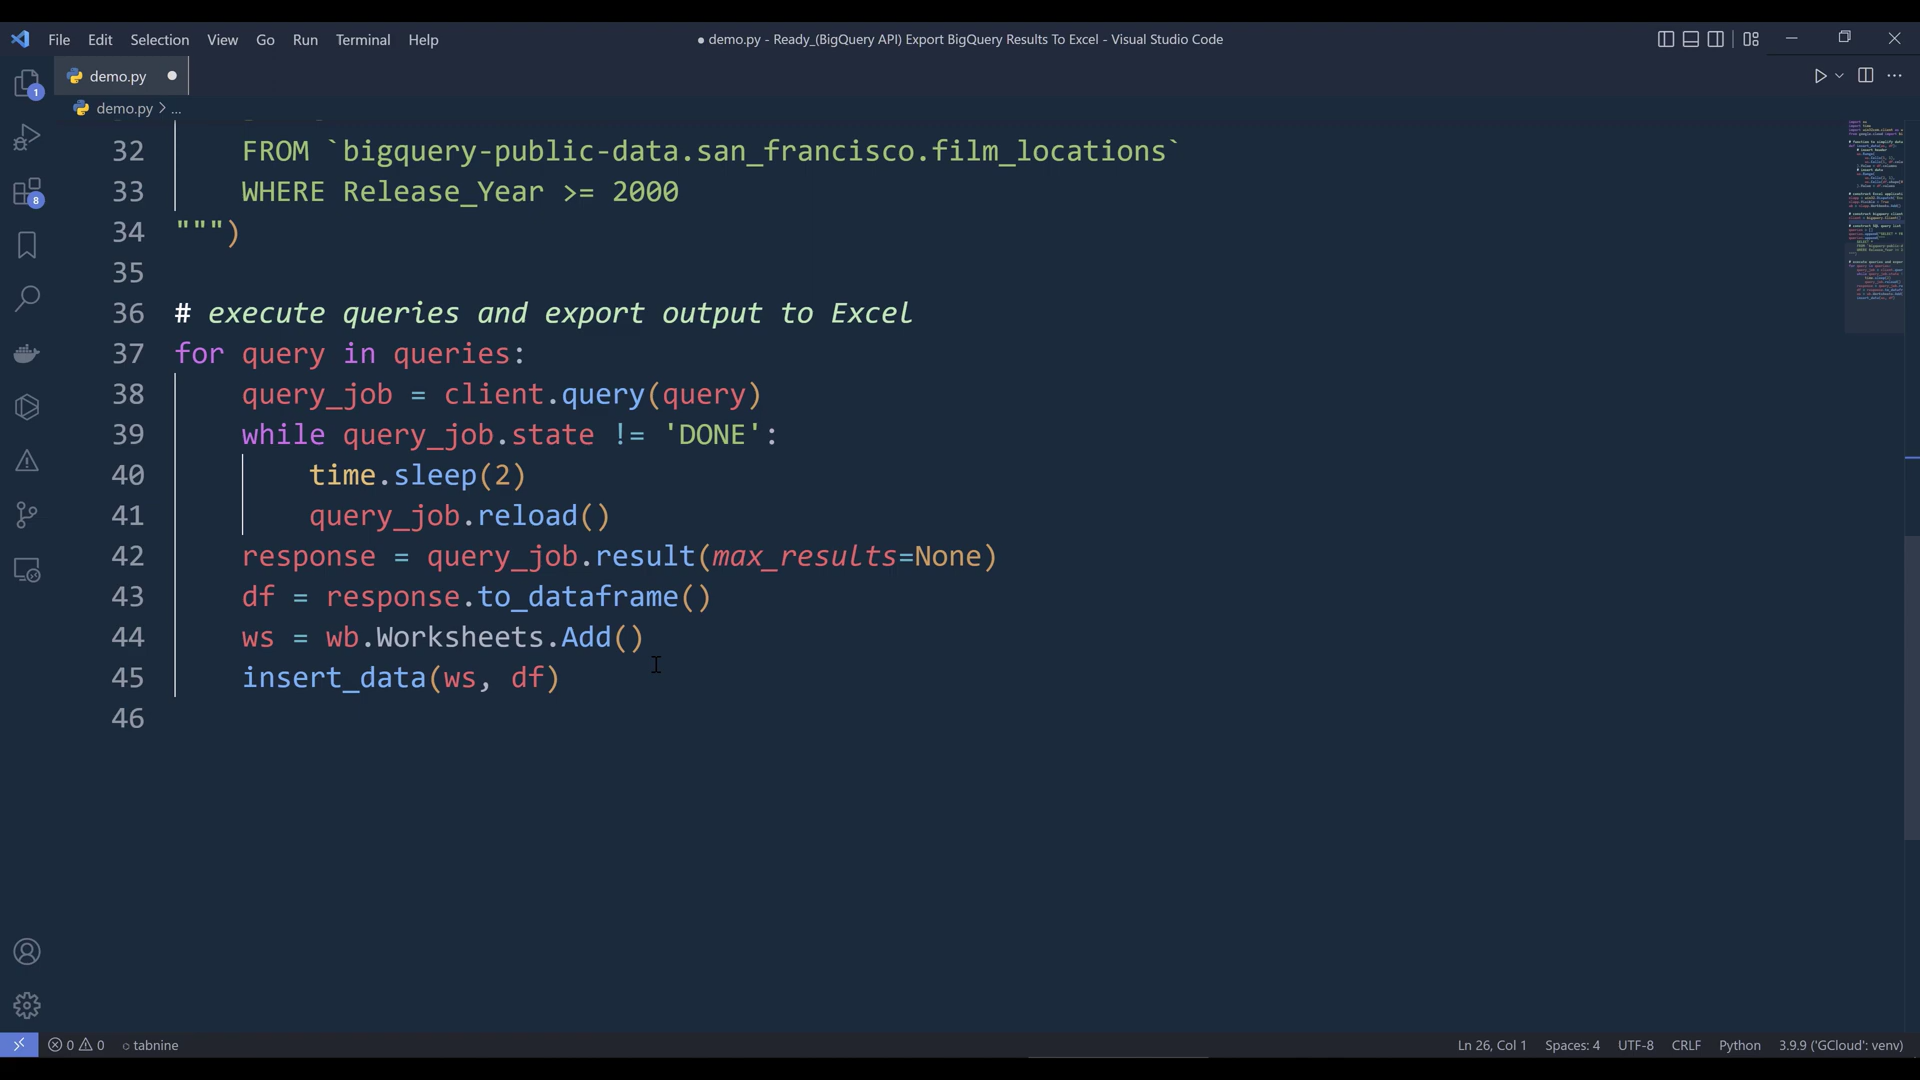 File Edit Selection View Go Run Terminal Help
● demo.py - Ready_(BigQuery API) Export BigQuery Results To Excel - Visual Studio Code
demo.py
demo.py > ...
1
8
32 FROM `bigquery-public-data.san_francisco.film_locations`
33 WHERE Release_Year >= 2000
34 """)
35
36 # execute queries and export output to Excel
37 for query in queries:
38 query_job = client.query(query)
39 while query_job.state != 'DONE':
40 time.sleep(2)
41 query_job.reload()
42 response = query_job.result(max_results=None)
43 df = response.to_dataframe()
44 ws = wb.Worksheets.Add()
45 insert_data(ws, df)
46
0 0 tabnine
Ln 26, Col 1 Spaces: 4 UTF-8 CRLF Python 3.9.9 ('GCloud': venv)